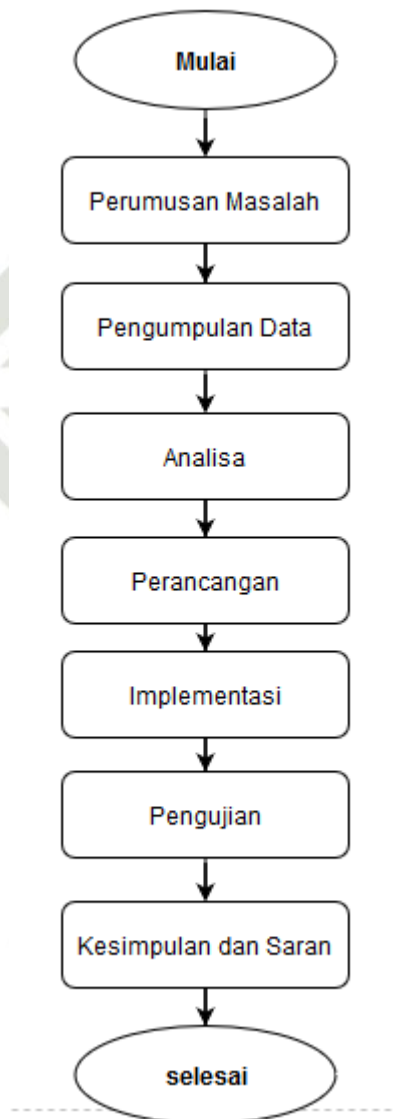 Mulai
Perumusan Masalah
Pengumpulan Data
Analisa
Perancangan
Implementasi
Pengujian
Kesimpulan dan Saran
selesai